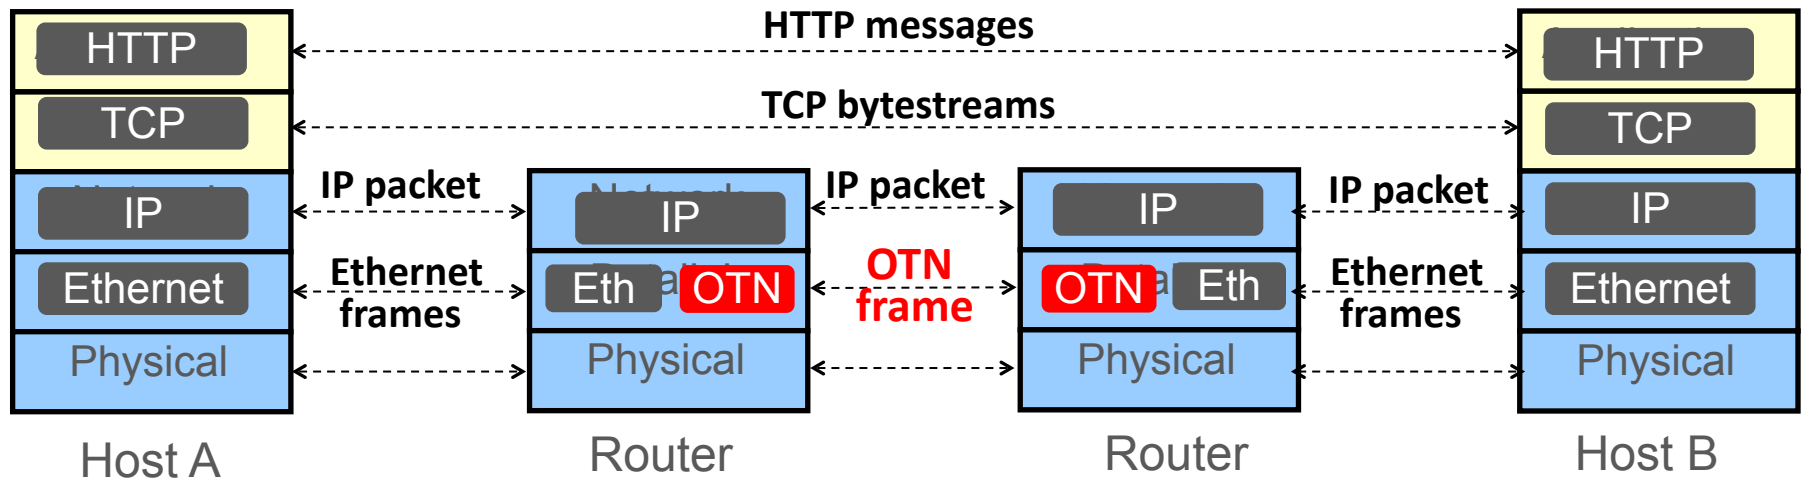 HTTP
HTTP messages
HTTP
TCP
TCP bytestreams
TCP
IP
IP packet
IP
IP packet
IP
IP packet
IP
Ethernet
Ethernet
frames
Eth
OTN
OTN
frame
OTN
Eth
Ethernet
frames
Ethernet
Physical
Physical
Physical
Physical
Host A
Router
Router
Host B